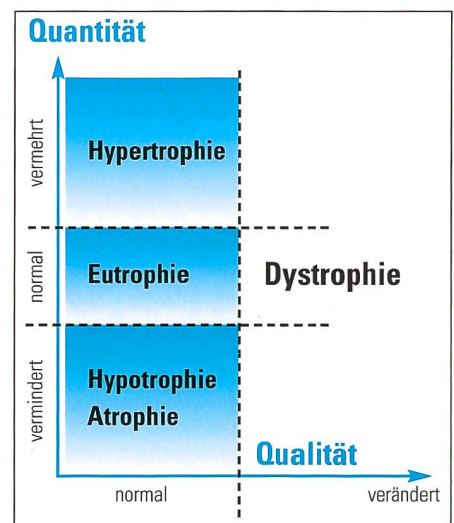 Quantität
vermehrt
Hypertrophie
normal
Eutrophie
Dystrophie
vermindert
Hypotrophie
Atrophie
Qualität
normal
verändert